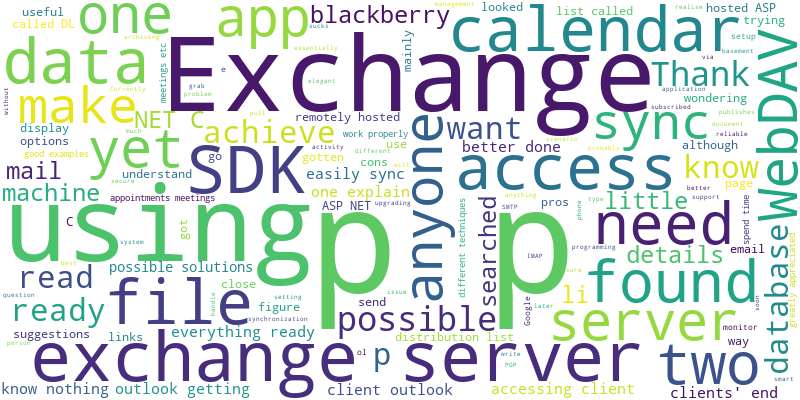 useful one app blackberry looked list called hosted ASP
called DL sucks calendar realise trying
archiving essentially management setup
data Exchange via basement
meetings etc mainly Thank
Currently e elegant application wondering
make grab problem pull subscribed WebDAV
without remotely hosted sync publishes
NET C achieve want document
display yet much activity work properly scenario reliable
options go use better done probably although
good examples SDK gotten different access know
mail understand cons anyone will page
secure easily sync type better
machine appointments meetings one explain little support spend time
C ASP NET upgrading pros anything phone
using p p SMTP need email
got searched different techniques programming
system IMAP details monitor
read possible solutions close issue sure found way
best file setting send Google li database
ready question handle figure later soon greatly appreciated
suggestions links synchronization possible server smart
person everything ready distribution list write
exchange server ol p POP two
know nothing outlook getting client outlook accessing client clients' end